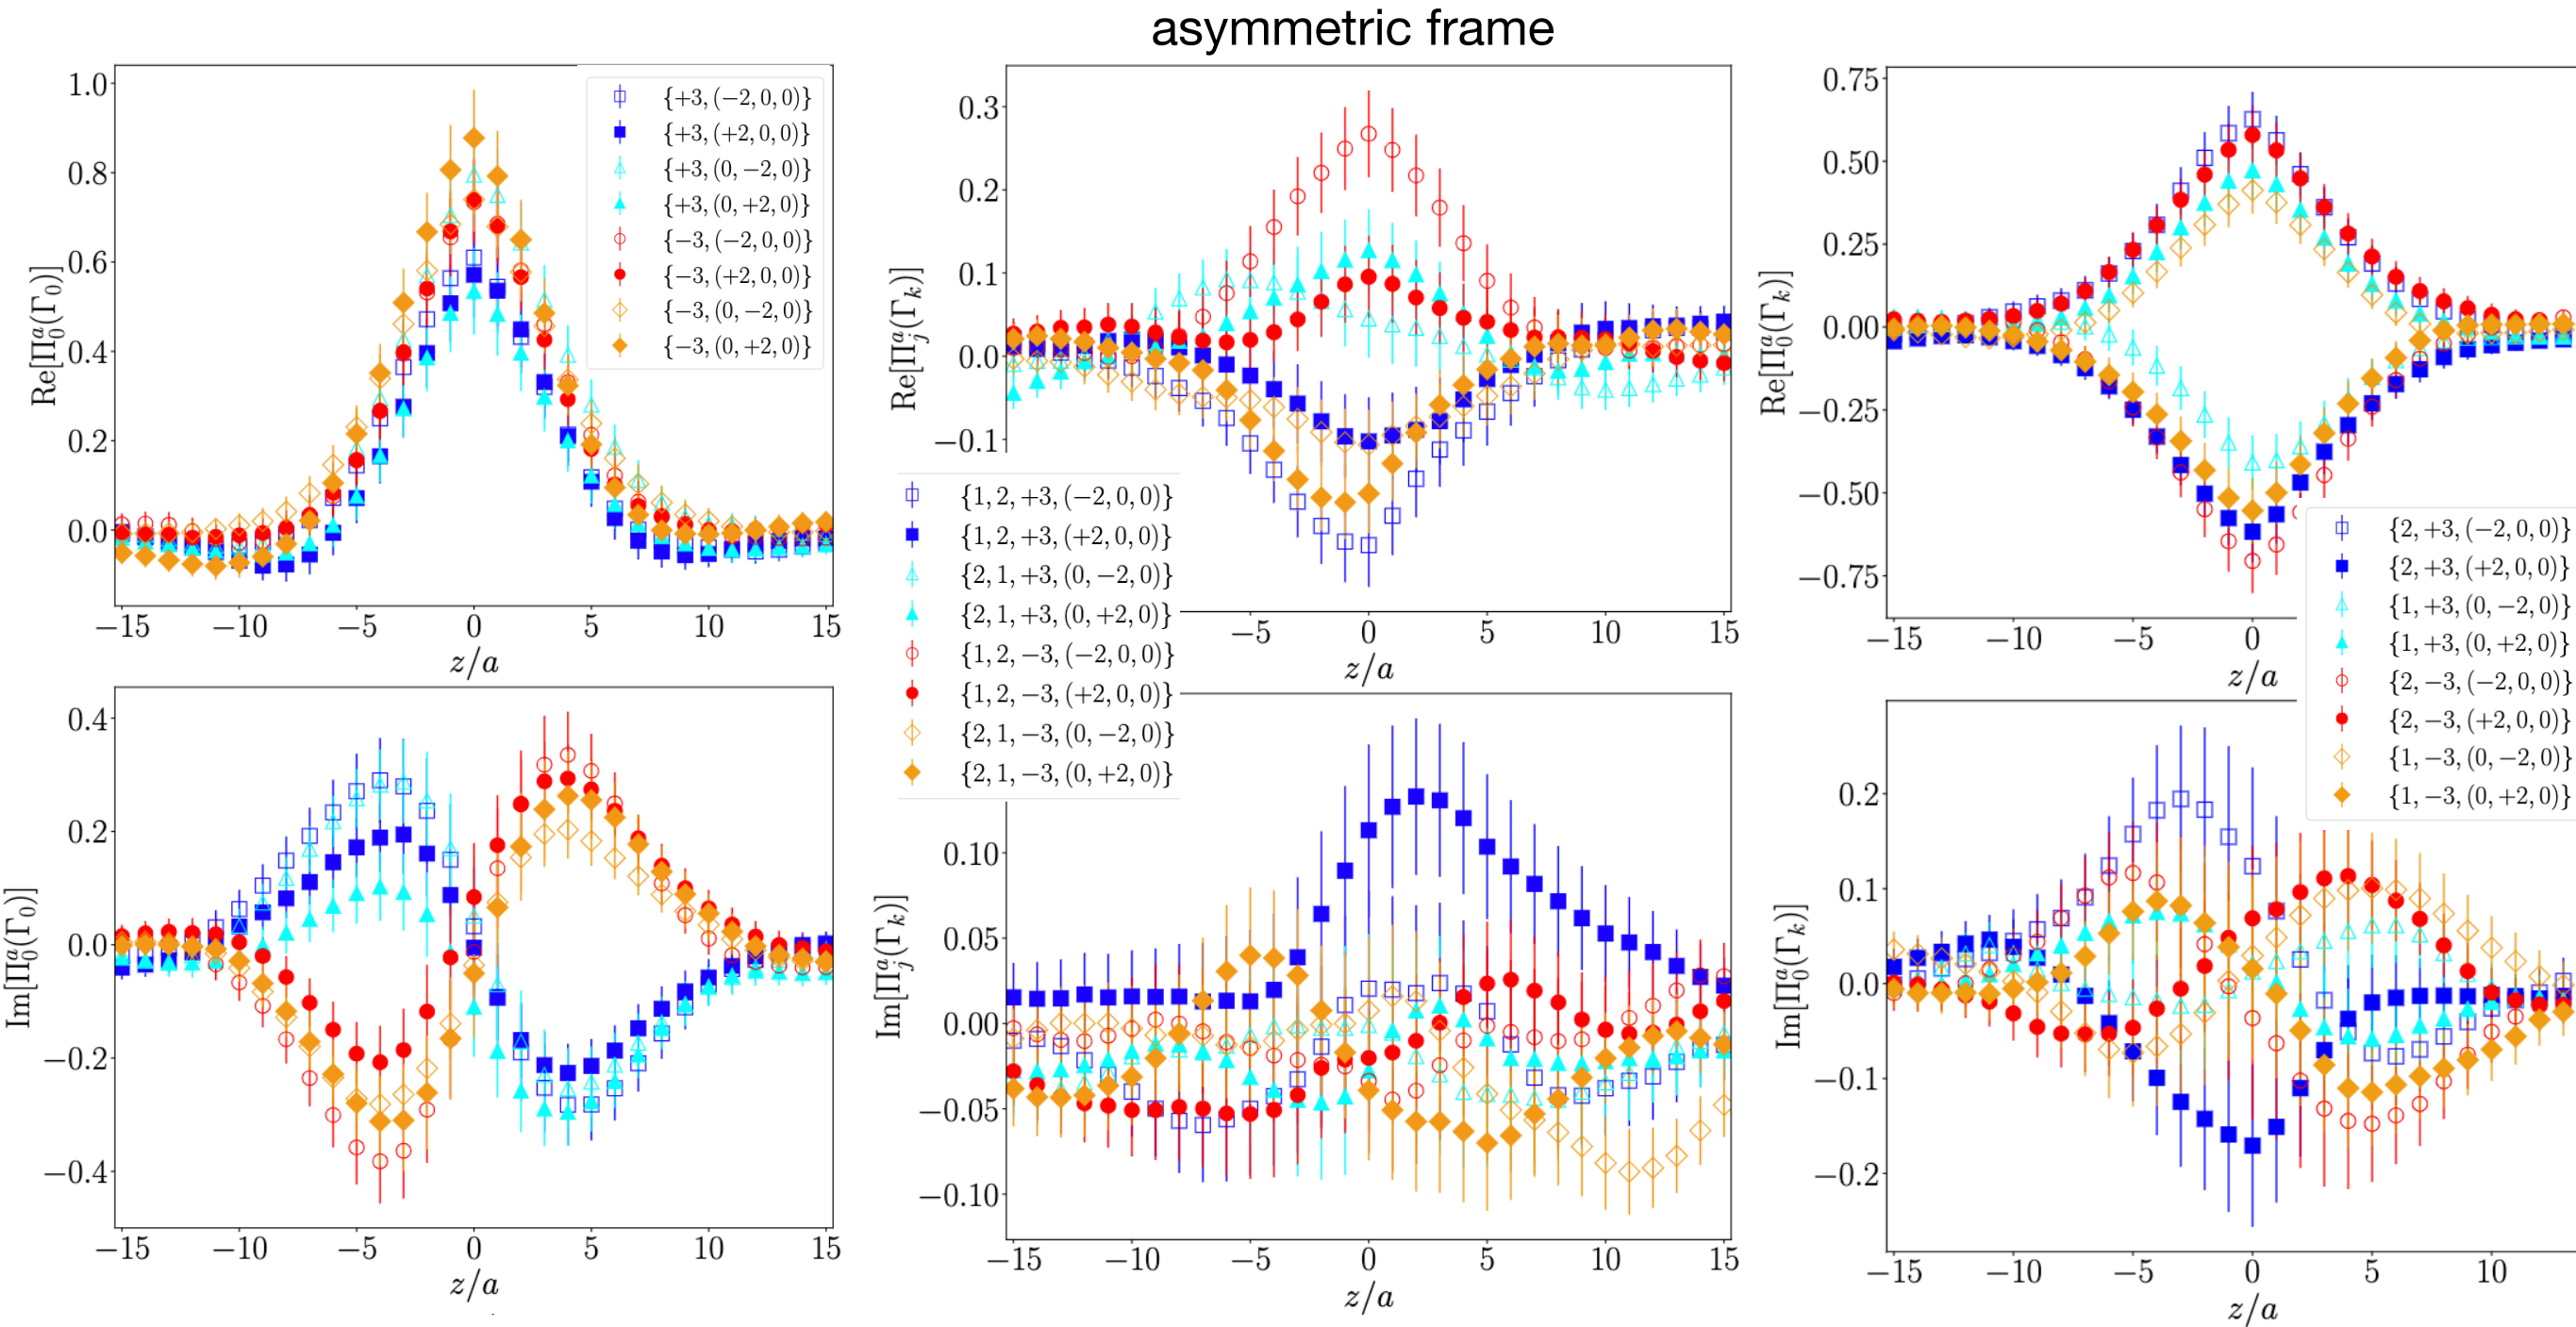 asymmetric frame
Re[Π₀ᵃ(Γ₀)]
1.0
0.8
0.6
0.4
0.2
0.0
{+3, (−2, 0, 0)}
{+3, (+2, 0, 0)}
{+3, (0, −2, 0)}
{+3, (0, +2, 0)}
{−3, (−2, 0, 0)}
{−3, (+2, 0, 0)}
{−3, (0, −2, 0)}
{−3, (0, +2, 0)}
−15 −10 −5 0 5 10 15
z/a
Re[Πⱼᵃ(Γₖ)]
0.3
0.2
0.1
0.0
−0.1
−5 0 5 10 15
z/a
{1, 2, +3, (−2, 0, 0)}
{1, 2, +3, (+2, 0, 0)}
{2, 1, +3, (0, −2, 0)}
{2, 1, +3, (0, +2, 0)}
{1, 2, −3, (−2, 0, 0)}
{1, 2, −3, (+2, 0, 0)}
{2, 1, −3, (0, −2, 0)}
{2, 1, −3, (0, +2, 0)}
Re[Π₀ᵃ(Γₖ)]
0.75
0.50
0.25
0.00
−0.25
−0.50
−0.75
−15 −10 −5 0
z/a
{2, +3, (−2, 0, 0)}
{2, +3, (+2, 0, 0)}
{1, +3, (0, −2, 0)}
{1, +3, (0, +2, 0)}
{2, −3, (−2, 0, 0)}
{2, −3, (+2, 0, 0)}
{1, −3, (0, −2, 0)}
{1, −3, (0, +2, 0)}
Im[Π₀ᵃ(Γ₀)]
0.4
0.2
0.0
−0.2
−0.4
−15 −10 −5 0 5 10 15
z/a
Im[Πⱼᵃ(Γₖ)]
0.10
0.05
0.00
−0.05
−0.10
−15 −10 −5 0 5 10 15
z/a
Im[Π₀ᵃ(Γₖ)]
0.2
0.1
0.0
−0.1
−0.2
−15 −10 −5 0 5 10
z/a